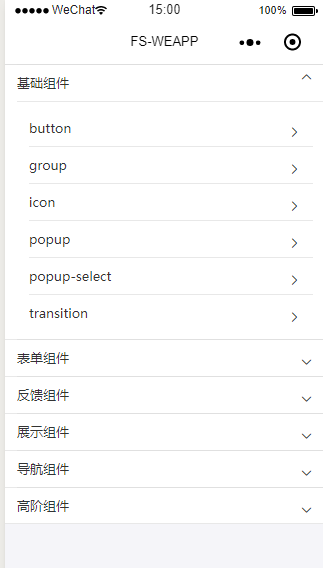 WeChat 15:00 100%
FS-WEAPP
基础组件
button
group
icon
popup
popup-select
transition
表单组件
反馈组件
展示组件
导航组件
高阶组件